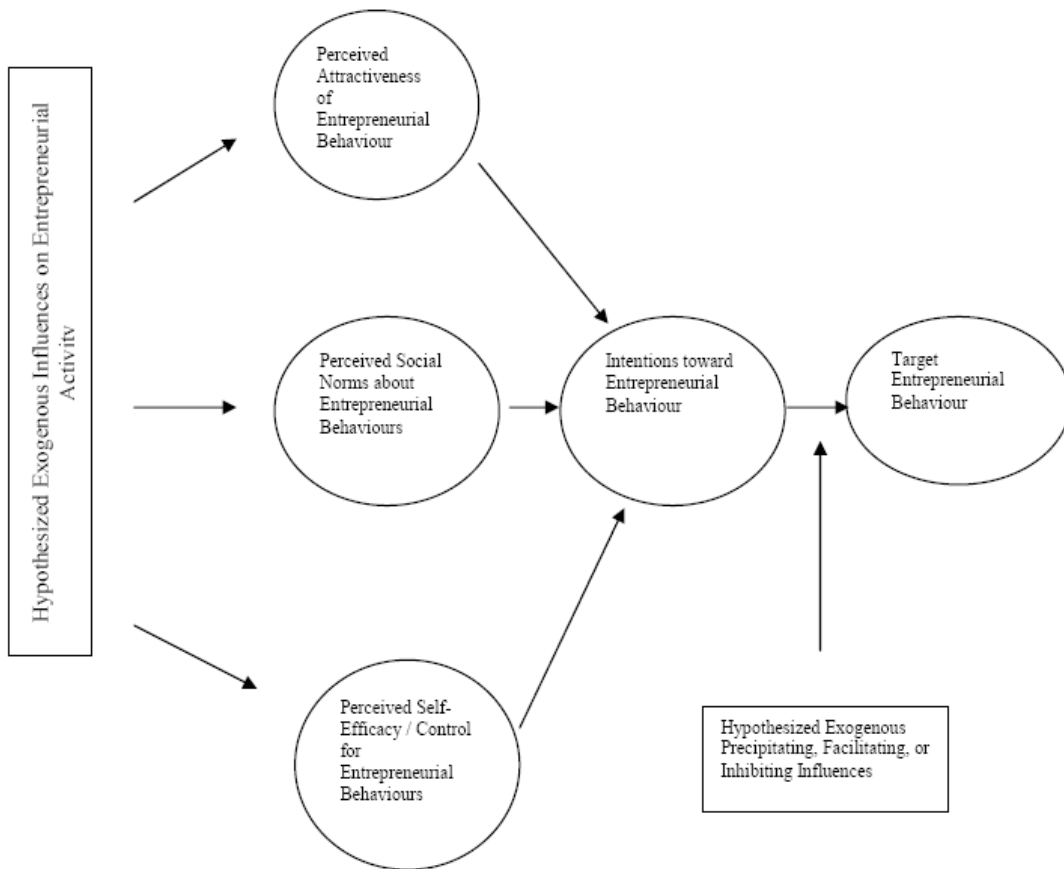 Hypothesized Exogenous Influences on Entrepreneurial
Activity
Perceived
Attractiveness
of
Entrepreneurial
Behaviour
Perceived Social
Norms about
Entrepreneurial
Behaviours
Perceived Self-
Efficacy / Control
for
Entrepreneurial
Behaviours
Intentions toward
Entrepreneurial
Behaviour
Target
Entrepreneurial
Behaviour
Hypothesized Exogenous
Precipitating, Facilitating, or
Inhibiting Influences